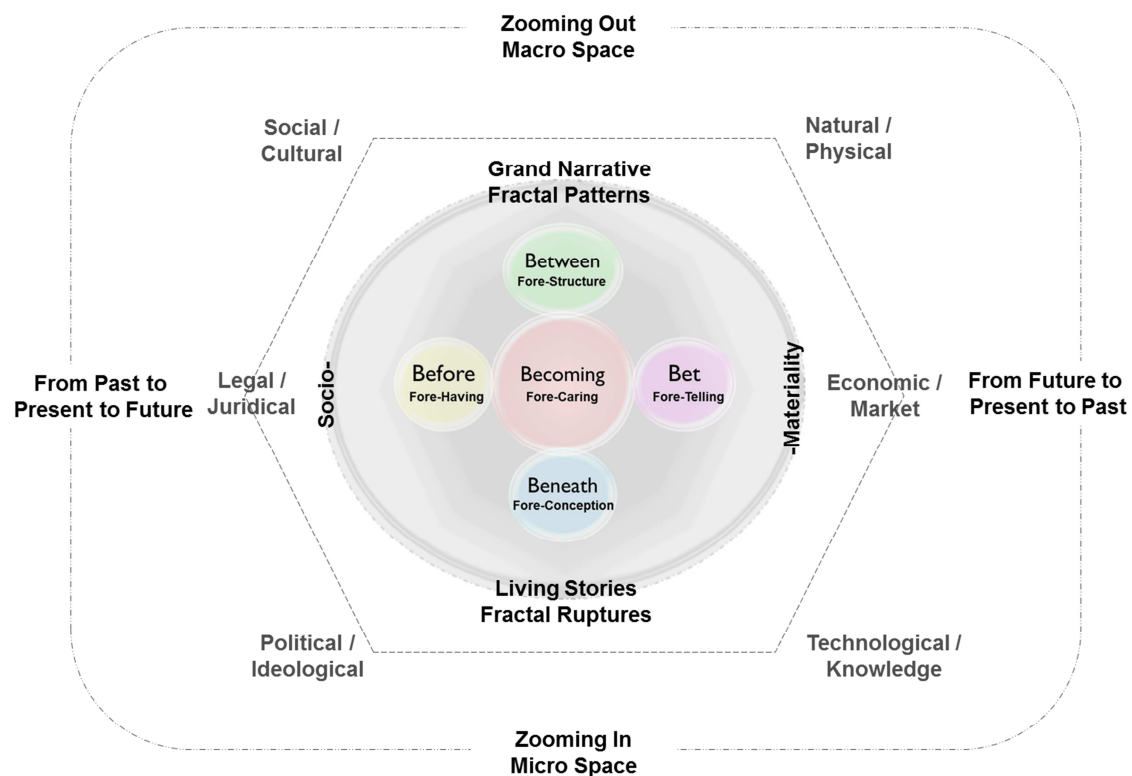 Zooming Out
Macro Space
Social /
Cultural
Natural /
Physical
Grand Narrative
Fractal Patterns
Between
Fore-Structure
From Past to
Present to Future
Legal /
Juridical
Socio-
Before
Fore-Having
Becoming
Fore-Caring
Bet
Fore-Telling
-Materiality
Economic /
Market
From Future to
Present to Past
Beneath
Fore-Conception
Living Stories
Fractal Ruptures
Political /
Ideological
Technological /
Knowledge
Zooming In
Micro Space